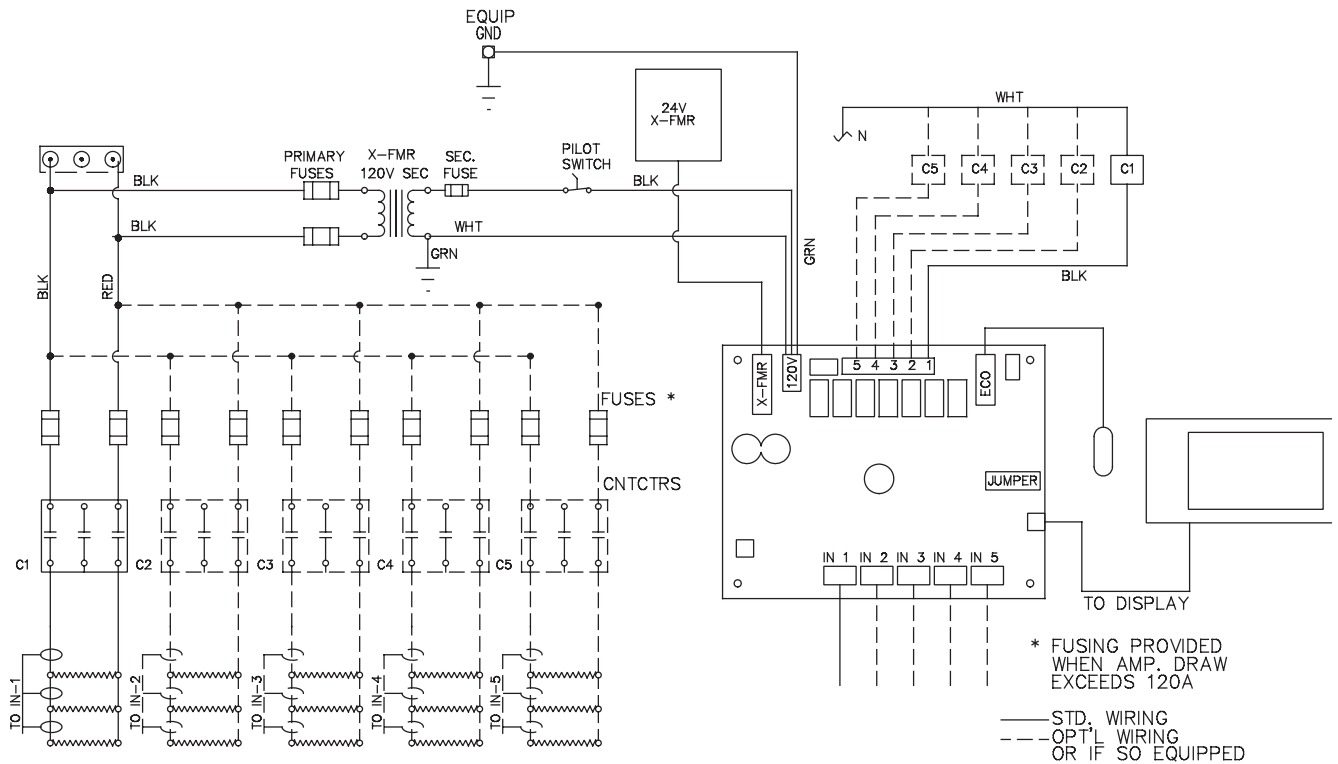 EQUIP
GND
24V
X-FMR
WHT
N
C5
C4
C3
C2
C1
PRIMARY
FUSES
X-FMR
120V SEC
SEC.
FUSE
PILOT
SWITCH
BLK
BLK
WHT
BLK
GRN
GRN
BLK
BLK
RED
X-FMR
120V
5 4 3 2 1
ECO
FUSES *
CNTCTRS
JUMPER
C1
C2
C3
C4
C5
IN 1
IN 2
IN 3
IN 4
IN 5
TO DISPLAY
TO IN-1
TO IN-2
TO IN-3
TO IN-4
TO IN-5
* FUSING PROVIDED
WHEN AMP. DRAW
EXCEEDS 120A
STD. WIRING
OPT'L WIRING
OR IF SO EQUIPPED